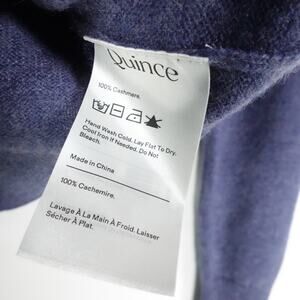 Quince
100% Cashmere.
Hand Wash Cold, Lay Flat To Dry.
Cool Iron If Needed, Do Not
Bleach.
Made in China
100% Cachemire.
Lavage À La Main À Froid. Laisser
Sécher À Plat.